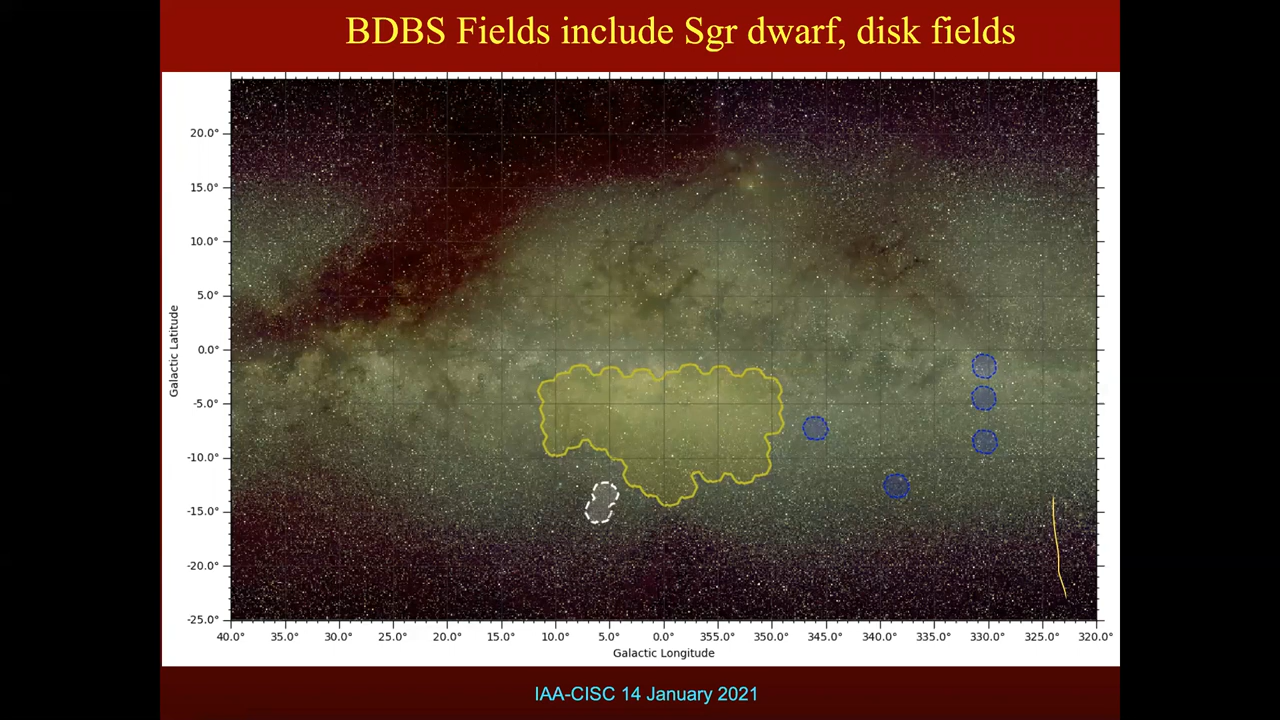 BDBS Fields include Sgr dwarf, disk fields
20.0°
15.0°
10.0°
5.0°
0.0°
-5.0°
-10.0°
-15.0°
-20.0°
-25.0°
Galactic Latitude
40.0° 35.0° 30.0° 25.0° 20.0° 15.0° 10.0° 5.0° 0.0° 355.0° 350.0° 345.0° 340.0° 335.0° 330.0° 325.0° 320.0°
Galactic Longitude
IAA-CISC 14 January 2021